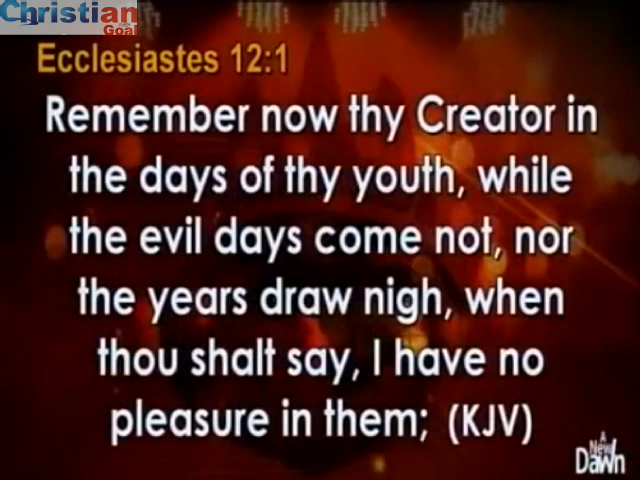 Christian
Goal
Ecclesiastes 12:1
Remember now thy Creator in
the days of thy youth, while
the evil days come not, nor
the years draw nigh, when
thou shalt say, I have no
pleasure in them; (KJV)
A
New
Dawn